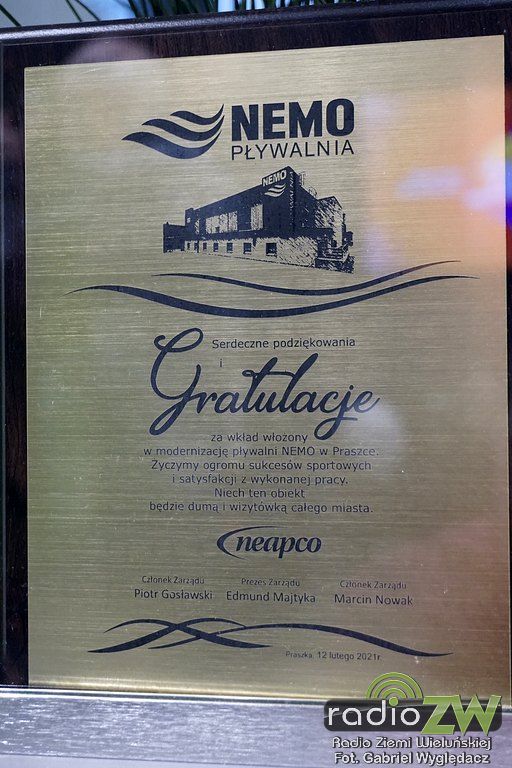 NEMO
PŁYWALNIA
NEMO
Serdeczne podziękowania
i
Gratulacje
za wkład włożony
w modernizację pływalni NEMO w Praszce.
Życzymy ogromu sukcesów sportowych
i satysfakcji z wykonanej pracy.
Niech ten obiekt
będzie dumą i wizytówką całego miasta.
neapco
Członek Zarządu Prezes Zarządu Członek Zarządu
Piotr Gosławski Edmund Majtyka Marcin Nowak
Praszka, 12 lutego 2021r.
radio ZW
Radio Ziemi Wieluńskiej
Fot. Gabriel Wyględacz